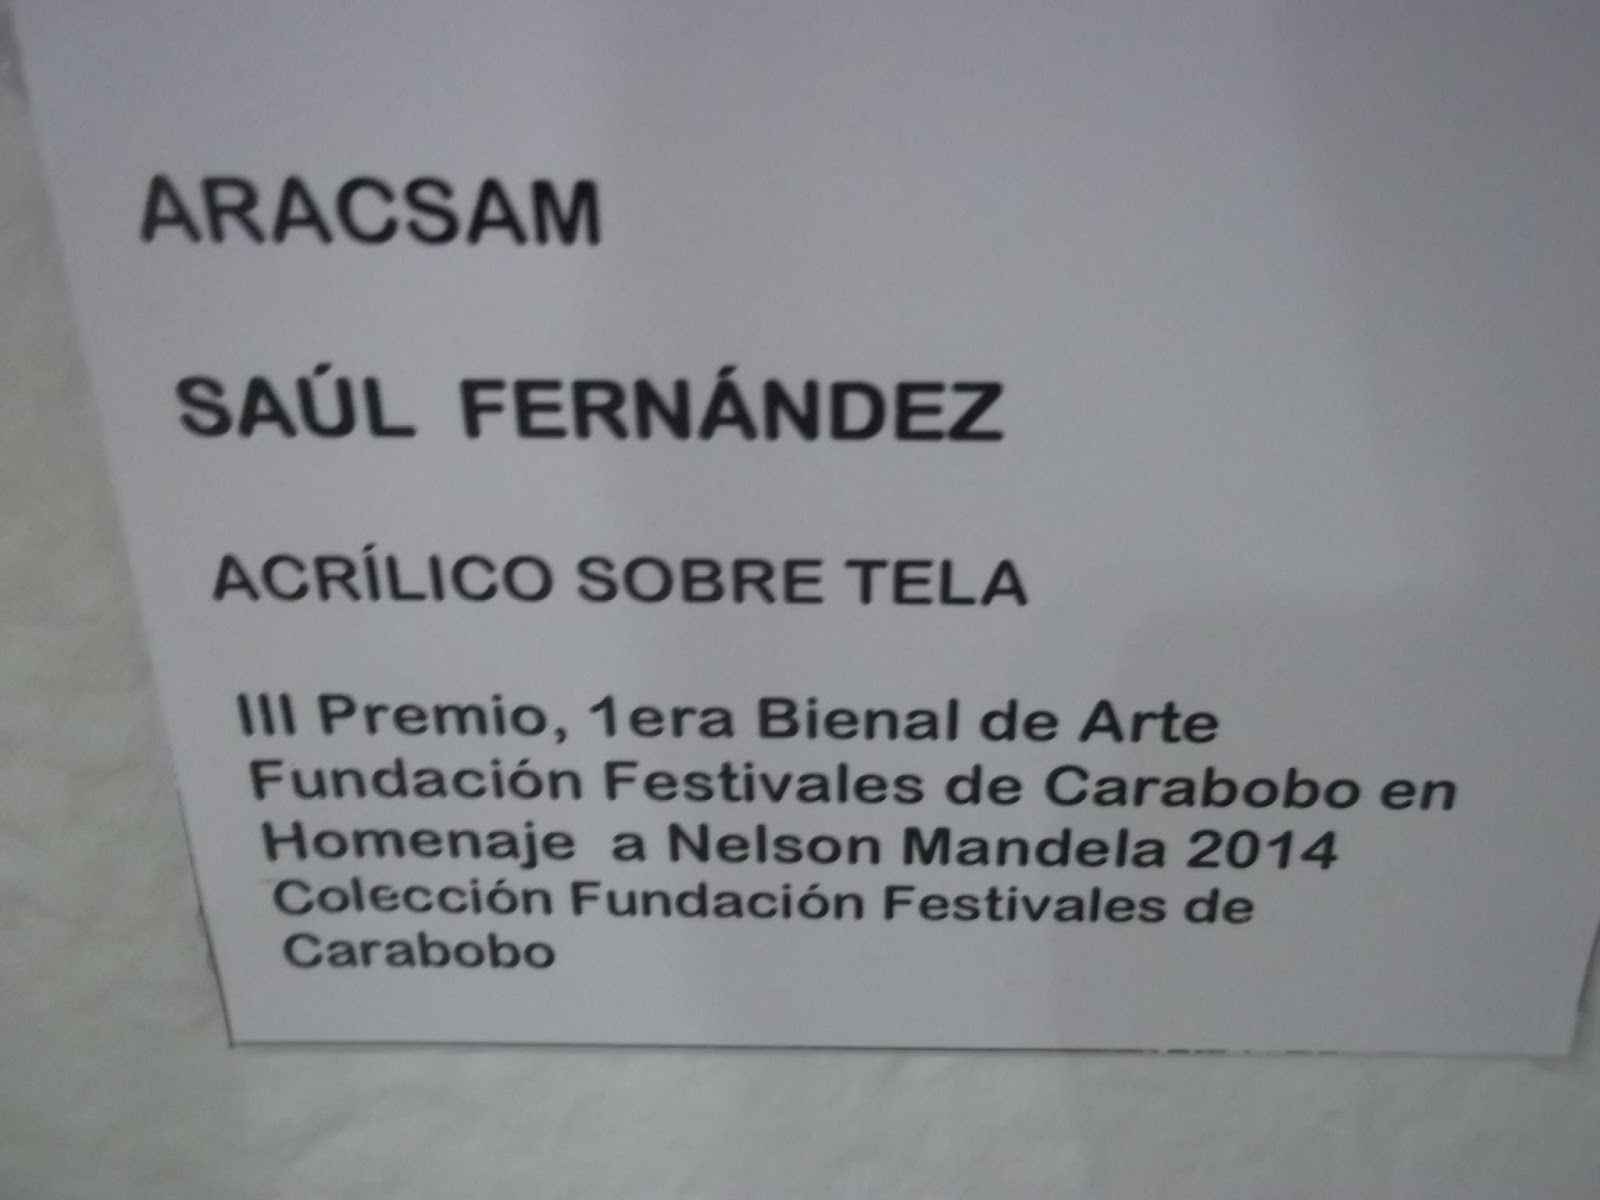 ARACSAM
SAÚL FERNÁNDEZ
ACRÍLICO SOBRE TELA
III Premio, 1era Bienal de Arte
Fundación Festivales de Carabobo en
Homenaje a Nelson Mandela 2014
Colección Fundación Festivales de
Carabobo